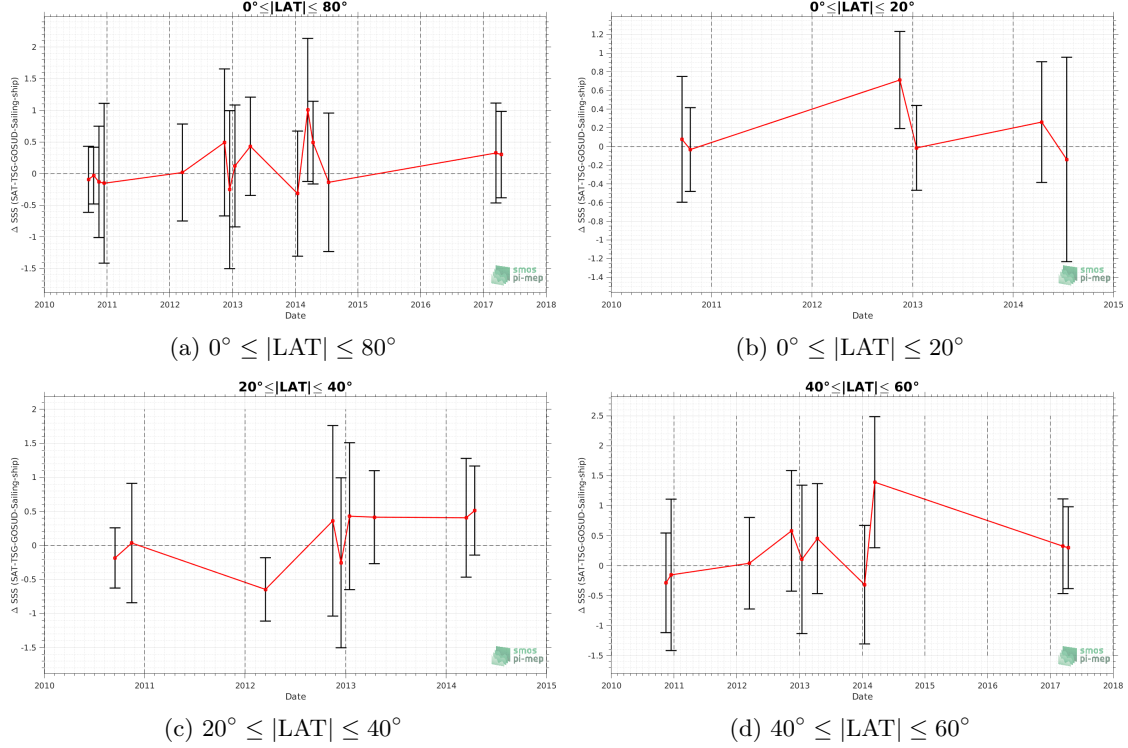 0°≤|LAT|≤ 80°
Δ SSS (SAT-TSG-GOSUD-Sailing-ship)
2
1.5
1
0.5
0
-0.5
-1
-1.5
2010 2011 2012 2013 2014 2015 2016 2017 2018
Date
smos
pi-mep
(a) 0° ≤ |LAT| ≤ 80°
0°≤|LAT|≤ 20°
Δ SSS (SAT-TSG-GOSUD-Sailing-ship)
1.2
1
0.8
0.6
0.4
0.2
0
-0.2
-0.4
-0.6
-0.8
-1
-1.2
-1.4
2010 2011 2012 2013 2014 2015
Date
smos
pi-mep
(b) 0° ≤ |LAT| ≤ 20°
20°≤|LAT|≤ 40°
Δ SSS (SAT-TSG-GOSUD-Sailing-ship)
2
1.5
1
0.5
0
-0.5
-1
-1.5
2010 2011 2012 2013 2014 2015
Date
smos
pi-mep
(c) 20° ≤ |LAT| ≤ 40°
40°≤|LAT|≤ 60°
Δ SSS (SAT-TSG-GOSUD-Sailing-ship)
2.5
2
1.5
1
0.5
0
-0.5
-1
-1.5
2010 2011 2012 2013 2014 2015 2016 2017 2018
Date
smos
pi-mep
(d) 40° ≤ |LAT| ≤ 60°